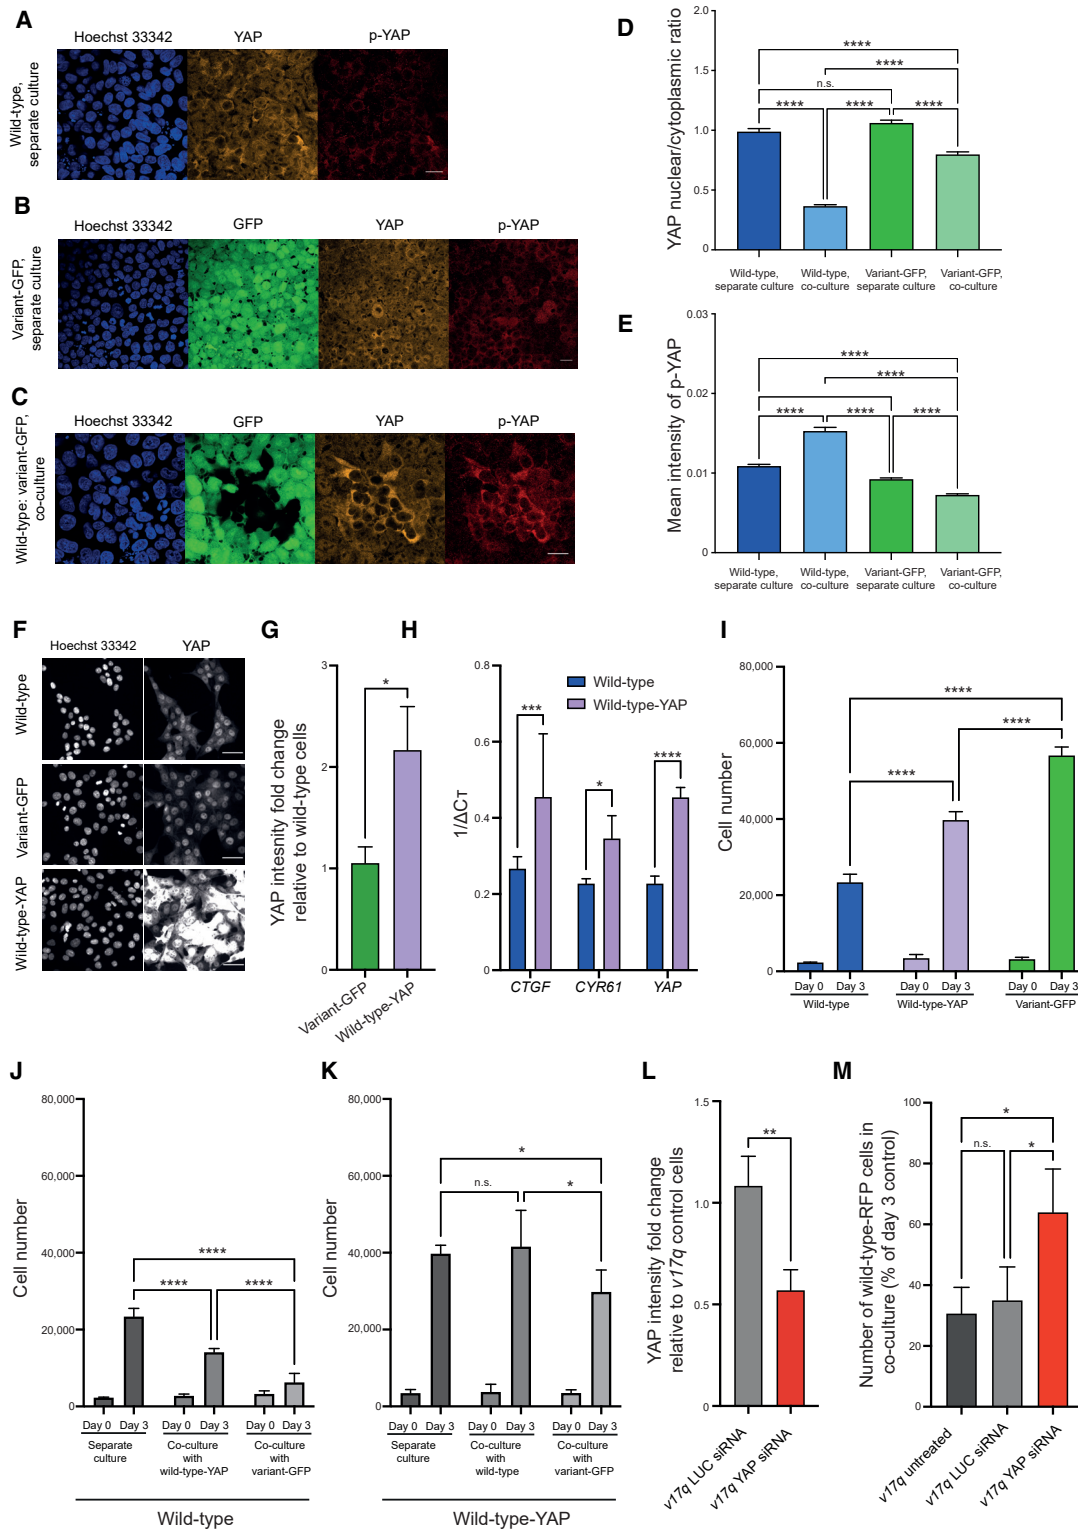 A
Hoechst 33342
YAP
p-YAP
Wild-type,
separate culture
B
Hoechst 33342
GFP
YAP
p-YAP
Variant-GFP,
separate culture
C
Hoechst 33342
GFP
YAP
p-YAP
Wild-type: variant-GFP,
co-culture
D
YAP nuclear/cytoplasmic ratio
2.0
1.5
1.0
0.5
0
****
****
n.s.
**** **** ****
Wild-type,
separate culture
Wild-type,
co-culture
Variant-GFP,
separate culture
Variant-GFP,
co-culture
E
Mean intensity of p-YAP
0.03
0.02
0.01
0
****
****
**** **** ****
Wild-type,
separate culture
Wild-type,
co-culture
Variant-GFP,
separate culture
Variant-GFP,
co-culture
F
Hoechst 33342
YAP
Wild-type
Variant-GFP
Wild-type-YAP
G
YAP intesnity fold change
relative to wild-type cells
3
2
1
0
*
Variant-GFP
Wild-type-YAP
H
1/ΔCT
0.8
0.6
0.4
0.2
0
Wild-type
Wild-type-YAP
***
*
****
CTGF
CYR61
YAP
I
Cell number
80,000
60,000
40,000
20,000
0
****
****
****
Day 0 Day 3
Day 0 Day 3
Day 0 Day 3
Wild-type
Wild-type-YAP
Variant-GFP
J
Cell number
80,000
60,000
40,000
20,000
0
****
**** ****
Day 0 Day 3
Day 0 Day 3
Day 0 Day 3
Separate
culture
Co-culture
with
wild-type-YAP
Co-culture
with
variant-GFP
Wild-type
K
Cell number
80,000
60,000
40,000
20,000
0
*
n.s.
*
Day 0 Day 3
Day 0 Day 3
Day 0 Day 3
Separate
culture
Co-culture
with
wild-type
Co-culture
with
variant-GFP
Wild-type-YAP
L
YAP intensity fold change
relative to v17q control cells
1.5
1.0
0.5
0
**
v17q LUC siRNA
v17q YAP siRNA
M
Number of wild-type-RFP cells in
co-culture (% of day 3 control)
100
80
60
40
20
0
*
n.s.
*
v17q untreated
v17q LUC siRNA
v17q YAP siRNA